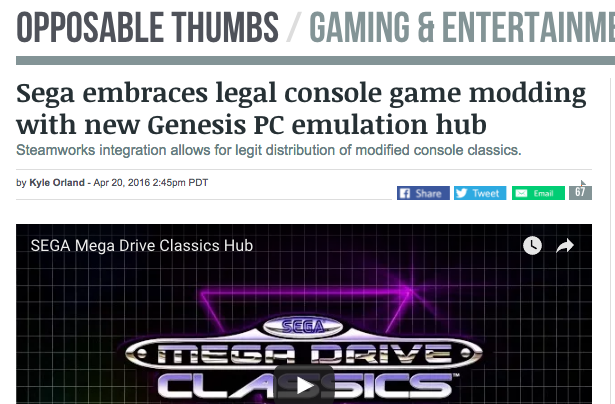 OPPOSABLE THUMBS / GAMING & ENTERTAINME
Sega embraces legal console game modding
with new Genesis PC emulation hub
Steamworks integration allows for legit distribution of modified console classics.
by Kyle Orland - Apr 20, 2016 2:45pm PDT
Share Tweet Email 67
SEGA Mega Drive Classics Hub
SEGA
MEGA DRIVE
CLASSICS™